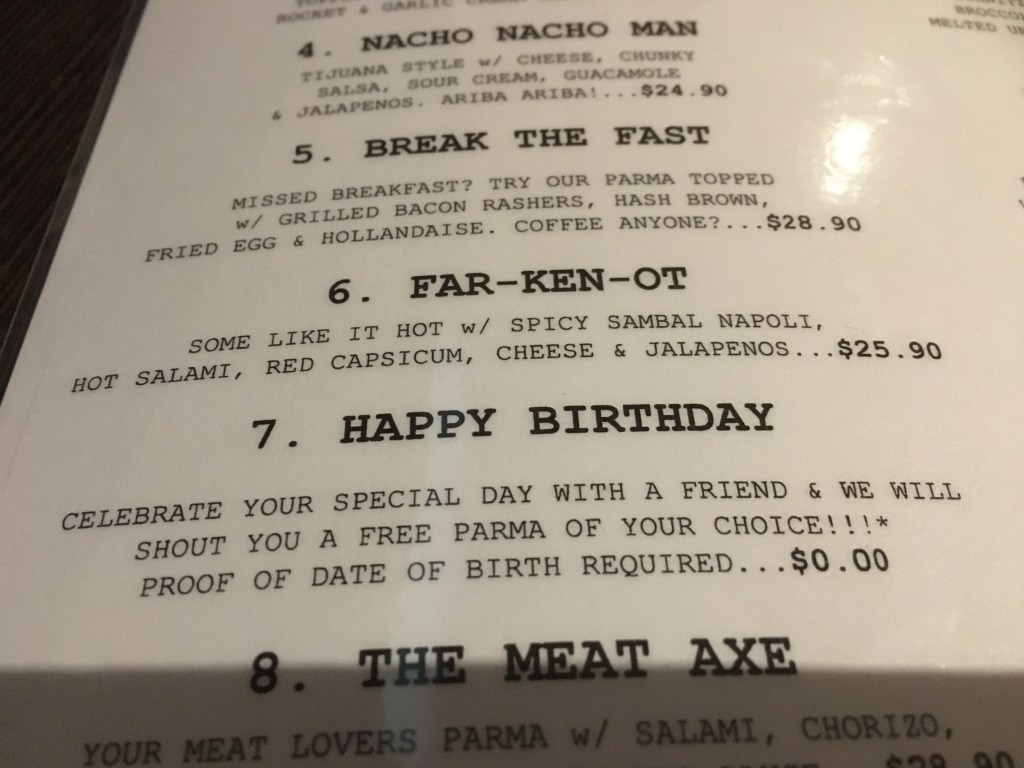 ROCKET & GARLIC
4. NACHO NACHO MAN
TIJUANA STYLE w/ CHEESE, CHUNKY
SALSA, SOUR CREAM, GUACAMOLE
& JALAPENOS. ARIBA ARIBA!...$24.90
5. BREAK THE FAST
MISSED BREAKFAST? TRY OUR PARMA TOPPED
w/ GRILLED BACON RASHERS, HASH BROWN,
FRIED EGG & HOLLANDAISE. COFFEE ANYONE?...$28.90
6. FAR-KEN-OT
SOME LIKE IT HOT w/ SPICY SAMBAL NAPOLI,
HOT SALAMI, RED CAPSICUM, CHEESE & JALAPENOS...$25.90
7. HAPPY BIRTHDAY
CELEBRATE YOUR SPECIAL DAY WITH A FRIEND & WE WILL
SHOUT YOU A FREE PARMA OF YOUR CHOICE!!!*
PROOF OF DATE OF BIRTH REQUIRED...$0.00
8. THE MEAT AXE
YOUR MEAT LOVERS PARMA w/ SALAMI, CHORIZO,
MELTED